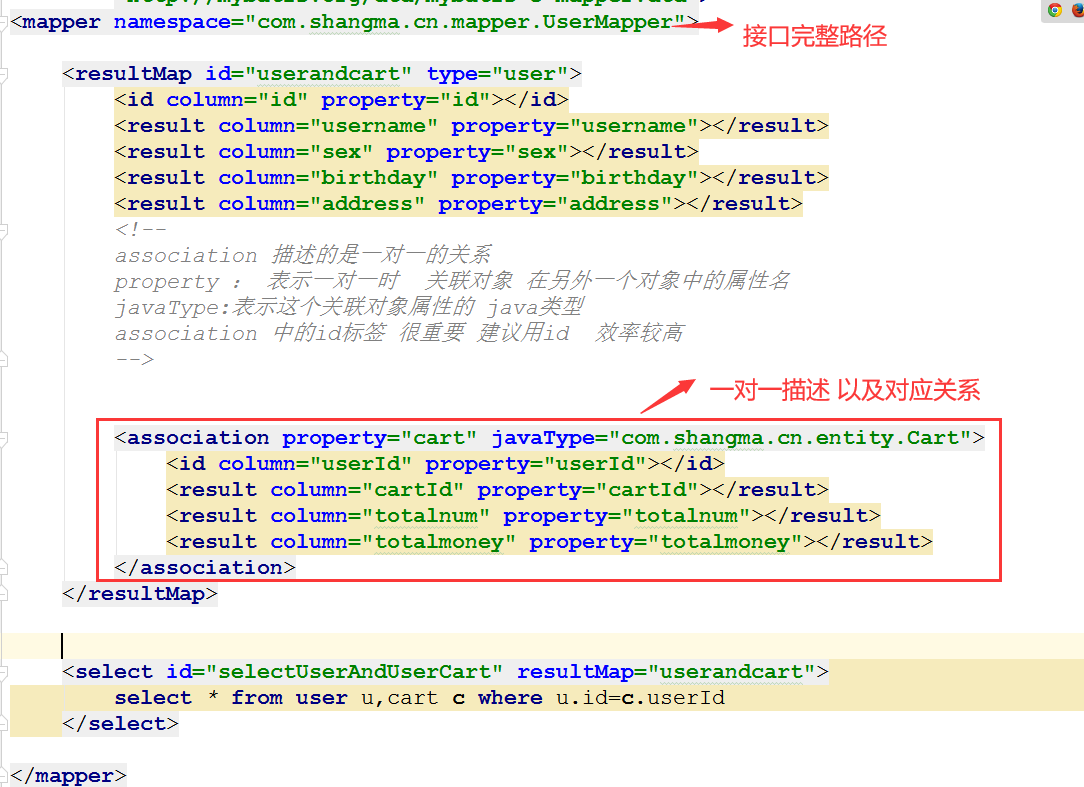 <mapper namespace="com.shangma.cn.mapper.UserMapper">
接口完整路径
<resultMap id="userandcart" type="user">
<id column="id" property="id"></id>
<result column="username" property="username"></result>
<result column="sex" property="sex"></result>
<result column="birthday" property="birthday"></result>
<result column="address" property="address"></result>
<!--
association 描述的是一对一的关系
property : 表示一对一时 关联对象 在另外一个对象中的属性名
javaType:表示这个关联对象属性的 java类型
association 中的id标签 很重要 建议用id 效率较高
-->
一对一描述 以及对应关系
<association property="cart" javaType="com.shangma.cn.entity.Cart">
<id column="userId" property="userId"></id>
<result column="cartId" property="cartId"></result>
<result column="totalnum" property="totalnum"></result>
<result column="totalmoney" property="totalmoney"></result>
</association>
</resultMap>
<select id="selectUserAndUserCart" resultMap="userandcart">
select * from user u,cart c where u.id=c.userId
</select>
</mapper>